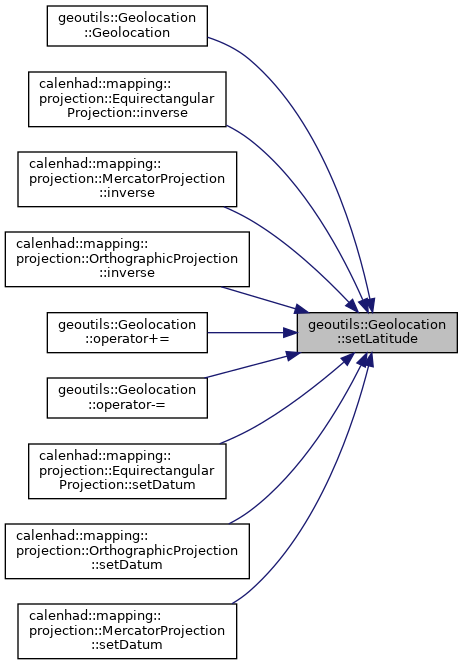 geoutils::Geolocation
::Geolocation
calenhad::mapping::
projection::Equirectangular
Projection::inverse
calenhad::mapping::
projection::MercatorProjection
::inverse
calenhad::mapping::
projection::OrthographicProjection
::inverse
geoutils::Geolocation
::operator+=
geoutils::Geolocation
::setLatitude
geoutils::Geolocation
::operator-=
calenhad::mapping::
projection::Equirectangular
Projection::setDatum
calenhad::mapping::
projection::OrthographicProjection
::setDatum
calenhad::mapping::
projection::MercatorProjection
::setDatum